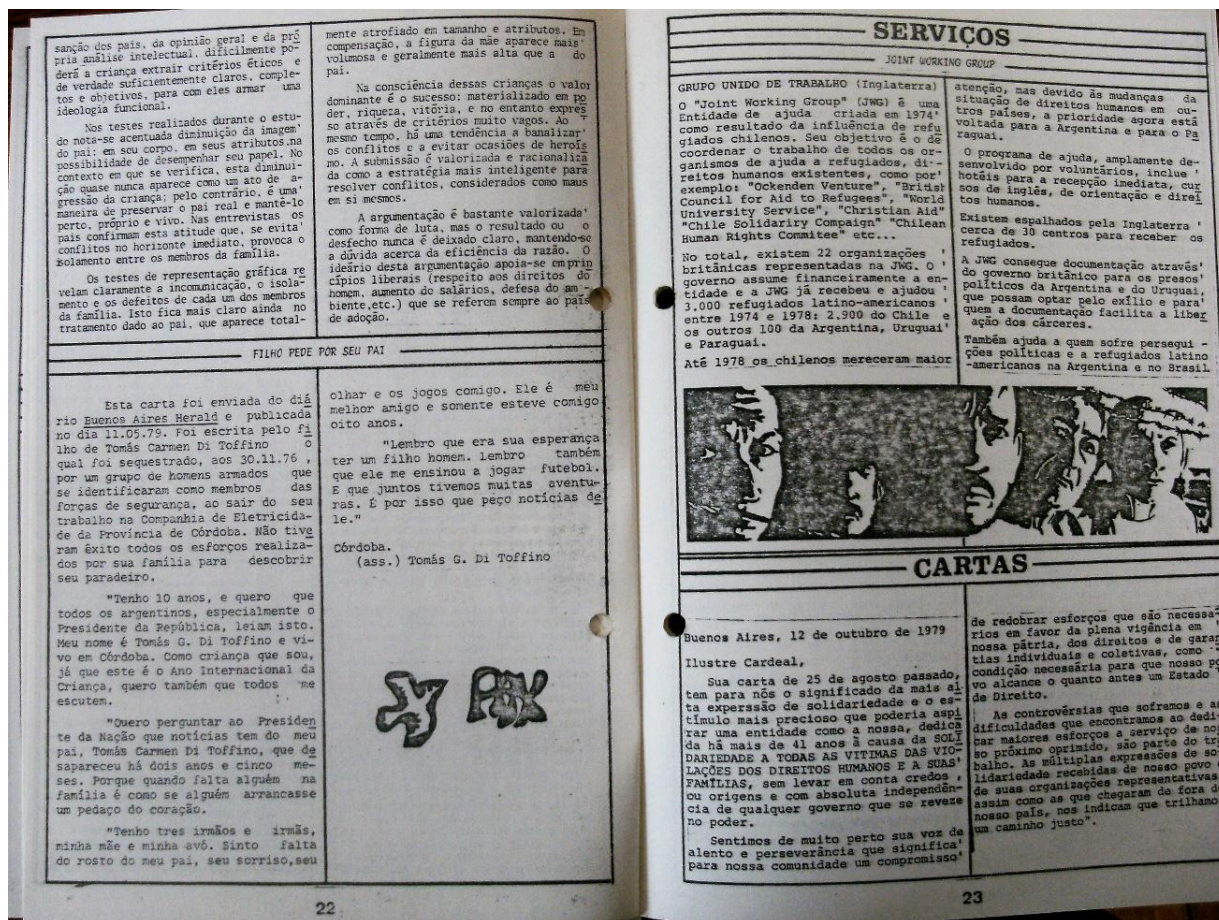 sanção dos pais, da opinião geral e da pró
pria análise intelectual, dificilmente po-
derá a criança extrair critérios éticos e
de verdade suficientemente claros, comple-
tos e objetivos, para com eles armar uma
ideologia funcional.
Nos testes realizados durante o estu-
do nota-se acentuada diminuição da imagem'
do pai: em seu corpo, em seus atributos, na
possibilidade de desempenhar seu papel. No
contexto em que se verifica, esta diminui-
ção quase nunca aparece como um ato de a-
gressão da criança; pelo contrário, é uma'
maneira de preservar o pai real e mantê-lo
perto, próprio e vivo. Nas entrevistas os
pais confirmam esta atitude que, se evita'
conflitos no horizonte imediato, provoca o
isolamento entre os membros da família.
Os testes de representação gráfica re
velam claramente a incomunicação, o isola-
mento e os defeitos de cada um dos membros
da família. Isto fica mais claro ainda no
tratamento dado ao pai, que aparece total-
mente atrofiado em tamanho e atributos. Em
compensação, a figura da mãe aparece mais'
volumosa e geralmente mais alta que a do
pai.
Na consciência dessas crianças o valor
dominante é o sucesso: materializado em po
der, riqueza, vitória, e no entanto expres
so através de critérios muito vagos. Ao
mesmo tempo, há uma tendência a banalizar'
os conflitos e a evitar ocasiões de heroís
mo. A submissão é valorizada e racionaliza
da como a estratégia mais inteligente para
resolver conflitos, considerados como maus
em si mesmos.
A argumentação é bastante valorizada'
como forma de luta, mas o resultado ou o
desfecho nunca é deixado claro, mantendo-se
a dúvida acerca da eficiência da razão. O
ideário desta argumentação apoia-se em prin
cípios liberais (respeito aos direitos do
homem, aumento de salários, defesa do am-
biente, etc.) que se referem sempre ao país
de adoção.
FILHO PEDE POR SEU PAI
Esta carta foi enviada do diá
rio Buenos Aires Herald e publicada
no dia 11.05.79. Foi escrita pelo fi
lho de Tomás Carmen Di Toffino o
qual foi sequestrado, aos 30.11.76 ,
por um grupo de homens armados que
se identificaram como membros das
forças de segurança, ao sair do seu
trabalho na Companhia de Eletricida-
de da Província de Córdoba. Não tive
ram êxito todos os esforços realiza-
dos por sua família para descobrir
seu paradeiro.
"Tenho 10 anos, e quero que
todos os argentinos, especialmente o
Presidente da República, leiam isto.
Meu nome é Tomás G. Di Toffino e vi-
vo em Córdoba. Como criança que sou,
já que este é o Ano Internacional da
Criança, quero também que todos me
escutem.
"Quero perguntar ao Presiden
te da Nação que notícias tem do meu
pai, Tomás Carmen Di Toffino, que de
sapareceu há dois anos e cinco me-
ses. Porque quando falta alguém na
família é como se alguém arrancasse
um pedaço do coração.
"Tenho tres irmãos e irmãs,
minha mãe e minha avó. Sinto falta
do rosto do meu pai, seu sorriso,seu
olhar e os jogos comigo. Ele é meu
melhor amigo e somente esteve comigo
oito anos.
"Lembro que era sua esperança
ter um filho homem. Lembro também
que ele me ensinou a jogar futebol.
E que juntos tivemos muitas aventu-
ras. É por isso que peço notícias de
le."
Córdoba.
(ass.) Tomás G. Di Toffino
PAX
22
SERVIÇOS
JOINT WORKING GROUP
GRUPO UNIDO DE TRABALHO (Inglaterra)
O "Joint Working Group" (JWG) é uma
Entidade de ajuda criada em 1974'
como resultado da influência de refu
giados chilenos. Seu objetivo é o de
coordenar o trabalho de todos os or-
ganismos de ajuda a refugiados, di--
reitos humanos existentes, como por'
exemplo: "Ockenden Venture", "British
Council for Aid to Refugees", "World
University Service", "Christian Aid"
"Chile Solidariry Compaign" "Chilean
Human Rights Commitee" etc...
No total, existem 22 organizações '
britânicas representadas na JWG. O '
governo assume financeiramente a en-
tidade e a JWG já recebeu e ajudou '
3.000 refugiados latino-americanos '
entre 1974 e 1978: 2.900 do Chile e
os outros 100 da Argentina, Uruguai'
e Paraguai.
Até 1978 os chilenos mereceram maior
atenção, mas devido às mudanças da
situação de direitos humanos em ou-
tros países, a prioridade agora está
voltada para a Argentina e para o Pa
raguai.
O programa de ajuda, amplamente de-
senvolvido por voluntários, inclue '
hotéis para a recepção imediata, cur
sos de inglês, de orientação e direi
tos humanos.
Existem espalhados pela Inglaterra '
cerca de 30 centros para receber os
refugiados.
A JWG consegue documentação através'
do governo britânico para os presos'
políticos da Argentina e do Uruguai,
que possam optar pelo exílio e para'
quem a documentação facilita a liber
ação dos cárceres.
Também ajuda a quem sofre persegui -
ções políticas e a refugiados latino
-americanos na Argentina e no Brasil
CARTAS
Buenos Aires, 12 de outubro de 1979
Ilustre Cardeal,
Sua carta de 25 de agosto passado,
tem para nós o significado da mais al
ta experssão de solidariedade e o es-
tímulo mais precioso que poderia aspi
rar uma entidade como a nossa, dedica
da há mais de 41 anos à causa da SOLI
DARIEDADE A TODAS AS VITIMAS DAS VIO-
LAÇÕES DOS DIREITOS HUMANOS E A SUAS'
FAMÍLIAS, sem levar em conta credos ,
ou origens e com absoluta independên-
cia de qualquer governo que se reveze
no poder.
Sentimos de muito perto sua voz de
alento e perseverância que significa'
para nossa comunidade um compromisso'
de redobrar esforços que são necessá-
rios em favor da plena vigência em
nossa pátria, dos direitos e de garan
tias individuais e coletivas, como
condição necessária para que nosso po
vo alcance o quanto antes um Estado
de Direito.
As controvérsias que sofremos e as
dificuldades que encontramos ao dedi
car maiores esforços a serviço de nos
so próximo oprimido, são parte do tra
balho. As múltiplas expressões de so
lidariedade recebidas de nosso povo
de suas organizações representativas
assim como as que chegaram de fora do
nosso país, nos indicam que trilhamos
um caminho justo".
23